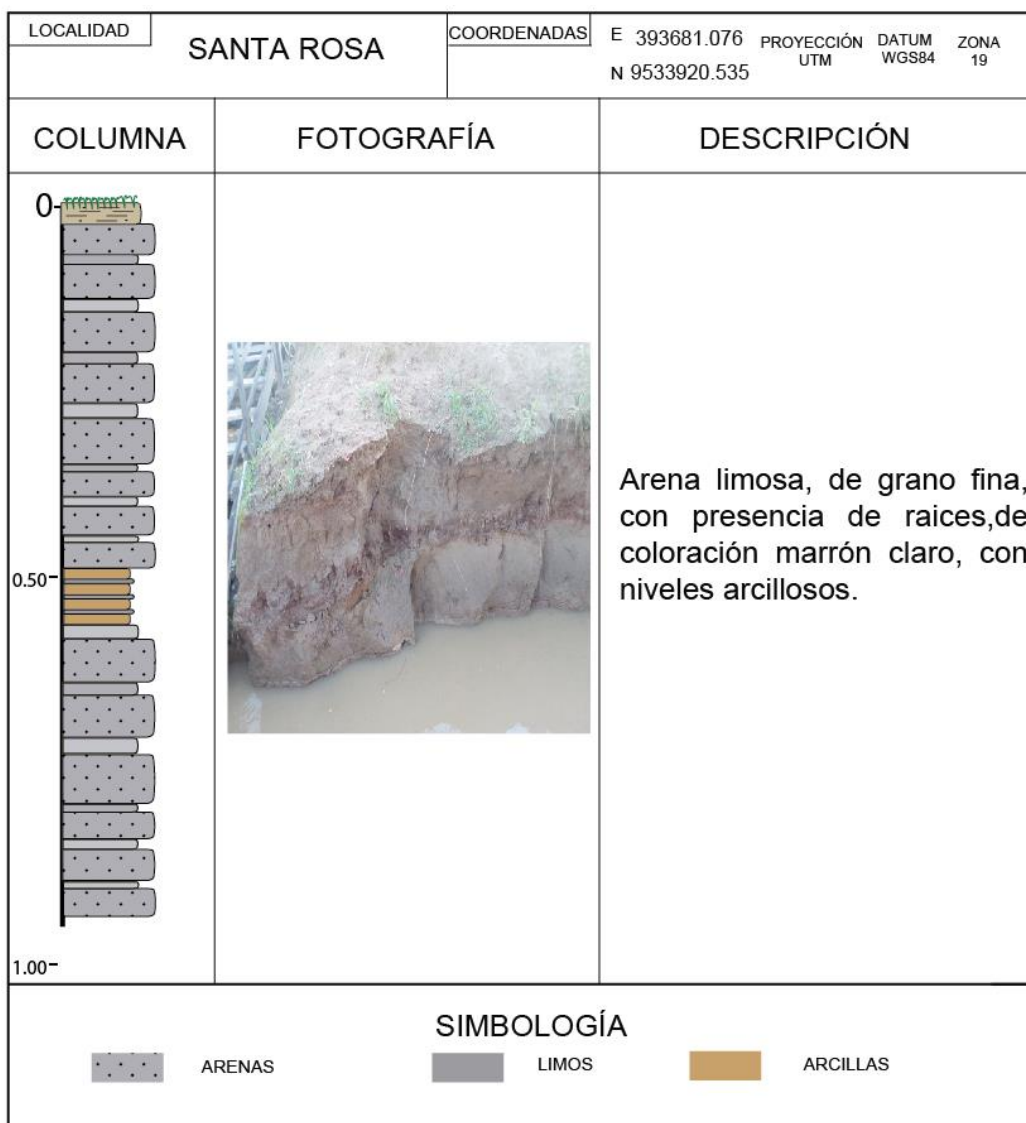 LOCALIDAD
SANTA ROSA
COORDENADAS
E 393681.076
N 9533920.535
PROYECCIÓN
UTM
DATUM
WGS84
ZONA
19
COLUMNA
FOTOGRAFÍA
DESCRIPCIÓN
0
0.50
1.00
Arena limosa, de grano fina,
con presencia de raices,de
coloración marrón claro, con
niveles arcillosos.
SIMBOLOGÍA
ARENAS
LIMOS
ARCILLAS